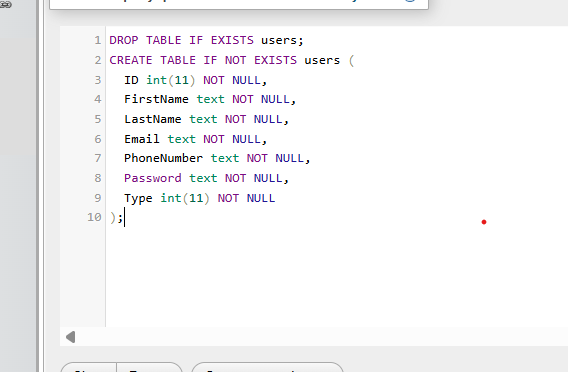 1 DROP TABLE IF EXISTS users;
2 CREATE TABLE IF NOT EXISTS users (
3 ID int(11) NOT NULL,
4 FirstName text NOT NULL,
5 LastName text NOT NULL,
6 Email text NOT NULL,
7 PhoneNumber text NOT NULL,
8 Password text NOT NULL,
9 Type int(11) NOT NULL
10 );